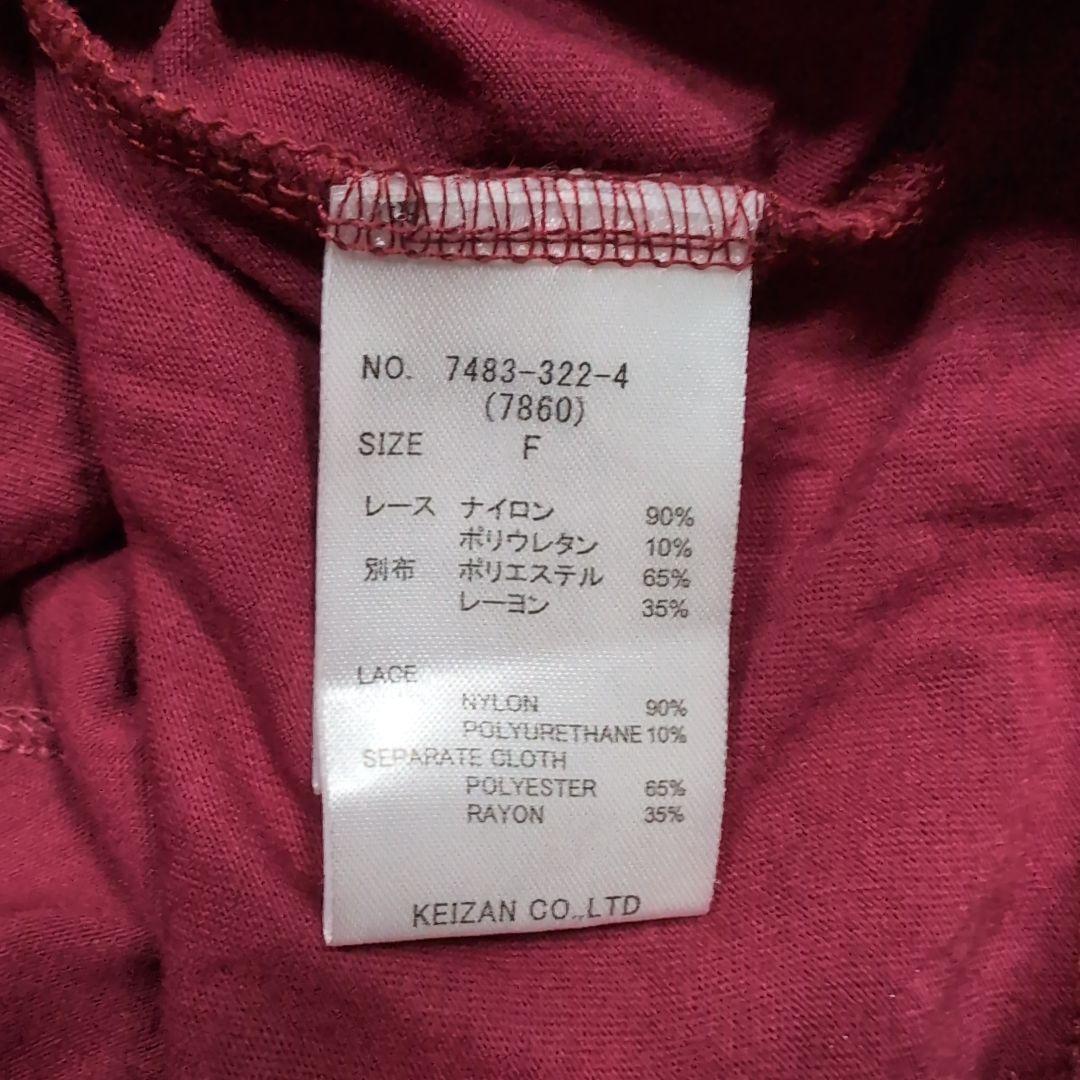 NO. 7483-322-4
(7860)
SIZE F
レース ナイロン 90%
ポリウレタン 10%
別布 ポリエステル 65%
レーヨン 35%
LACE
NYLON 90%
POLYURETHANE 10%
SEPARATE CLOTH
POLYESTER 65%
RAYON 35%
KEIZAN CO.,LTD